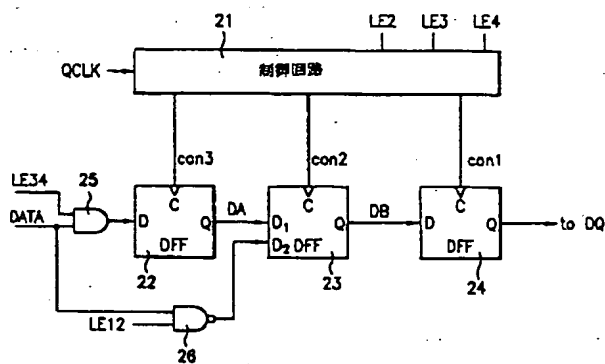 21
LE2 LE3 LE4
QCLK 制御回路
con3 con2 con1
LE34 25
DATA
D C Q DFF 22
DA
D1 D2 C Q DFF 23
DB
D C Q DFF 24
to DQ
LE12 26